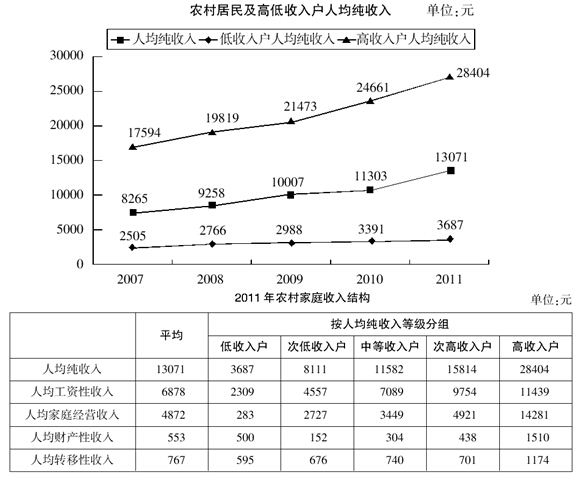 农村居民及高低收入户人均纯收入 单位:元
人均纯收入 低收入户人均纯收入 高收入户人均纯收入
30000
25000
20000
15000
10000
5000
0
17594 19819 21473 24661 28404
8265 9258 10007 11303 13071
2505 2766 2988 3391 3687
2007 2008 2009 2010 2011
2011年农村家庭收入结构 单位:元
平均 按人均纯收入等级分组
低收入户 次低收入户 中等收入户 次高收入户 高收入户
人均纯收入 13071 3687 8111 11582 15814 28404
人均工资性收入 6878 2309 4557 7089 9754 11439
人均家庭经营收入 4872 283 2727 3449 4921 14281
人均财产性收入 553 500 152 304 438 1510
人均转移性收入 767 595 676 740 701 1174